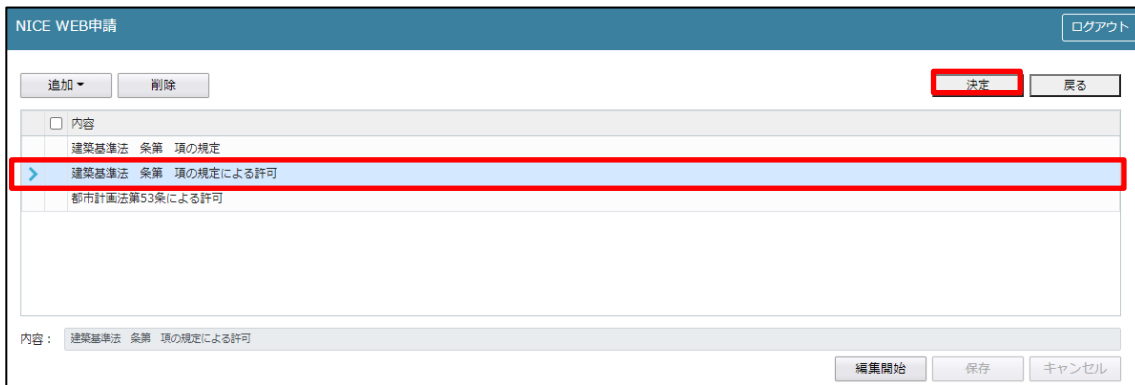 NICE WEB申請 ログアウト
追加 削除 決定 戻る
内容
建築基準法　条第　項の規定
建築基準法　条第　項の規定による許可
都市計画法第53条による許可
内容： 建築基準法　条第　項の規定による許可
編集開始 保存 キャンセル